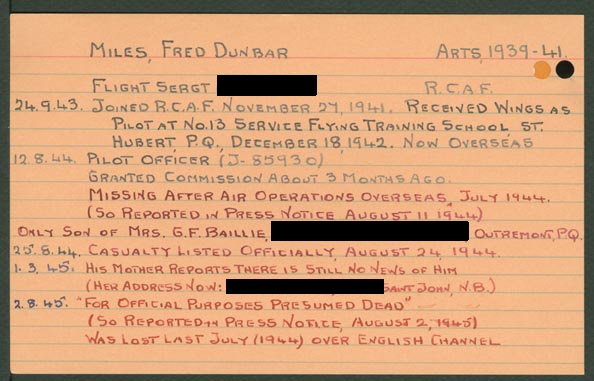 MILES, FRED DUNBAR ARTS, 1939-41.
FLIGHT SERGT R.C.A.F.
24.9.43. JOINED R.C.A.F. NOVEMBER 27, 1941. RECEIVED WINGS AS
PILOT AT NO.13 SERVICE FLYING TRAINING SCHOOL, ST.
HUBERT, P.Q., DECEMBER 18, 1942. NOW OVERSEAS
12.8.44. PILOT OFFICER (J-85930)
GRANTED COMMISSION ABOUT 3 MONTHS AGO.
MISSING AFTER AIR OPERATIONS OVERSEAS, JULY 1944.
(SO REPORTED IN PRESS NOTICE AUGUST 11 1944)
ONLY SON OF MRS. G.F. BAILLIE, OUTREMONT, P.Q.
25.8.44. CASUALTY LISTED OFFICIALLY, AUGUST 24, 1944.
1.3.45. HIS MOTHER REPORTS THERE IS STILL NO NEWS OF HIM
(HER ADDRESS NOW: SAINT JOHN, N.B.)
2.8.45. "FOR OFFICIAL PURPOSES PRESUMED DEAD"
(SO REPORTED IN PRESS NOTICE, AUGUST 2, 1945)
WAS LOST LAST JULY (1944) OVER ENGLISH CHANNEL